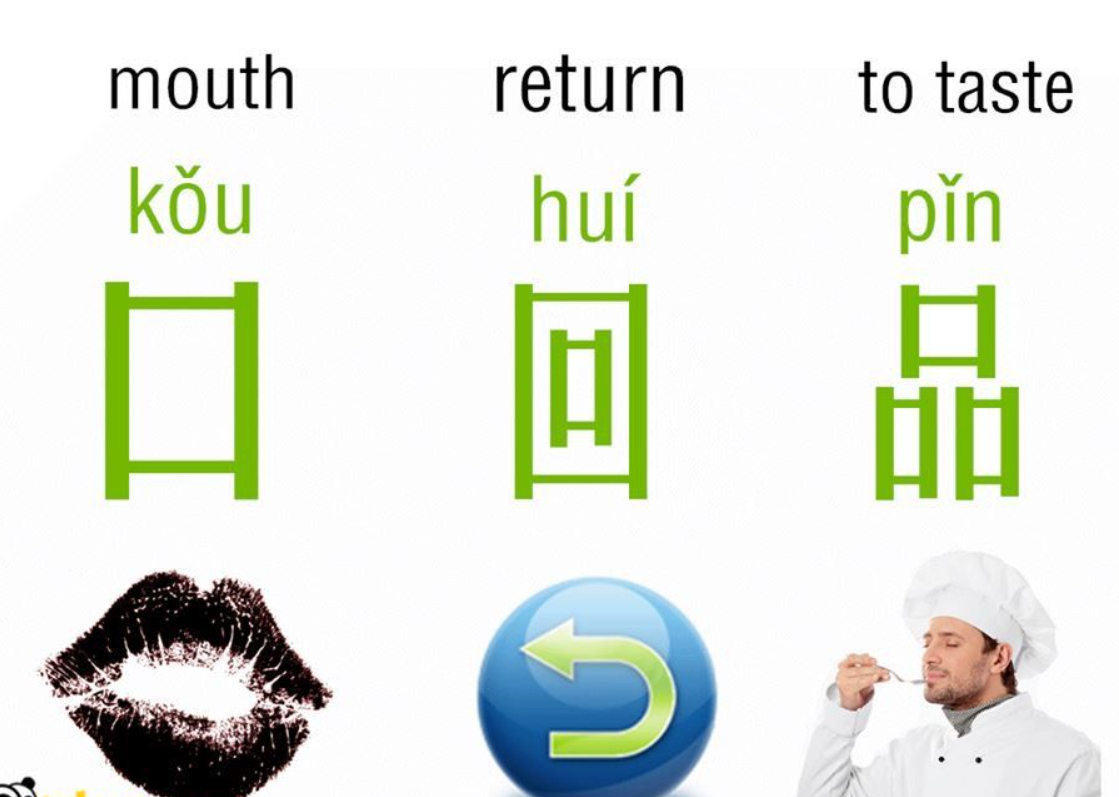 mouth
kǒu
口
return
huí
回
to taste
pǐn
品